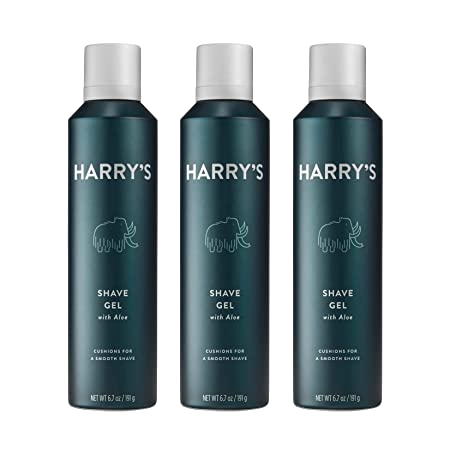 HARRY'S
SHAVE
GEL
with Aloe
CUSHIONS FOR
A SMOOTH SHAVE
NET WT 6.7 oz / 191 g
HARRY'S
SHAVE
GEL
with Aloe
CUSHIONS FOR
A SMOOTH SHAVE
NET WT 6.7 oz / 191 g
HARRY'S
SHAVE
GEL
with Aloe
CUSHIONS FOR
A SMOOTH SHAVE
NET WT 6.7 oz / 191 g